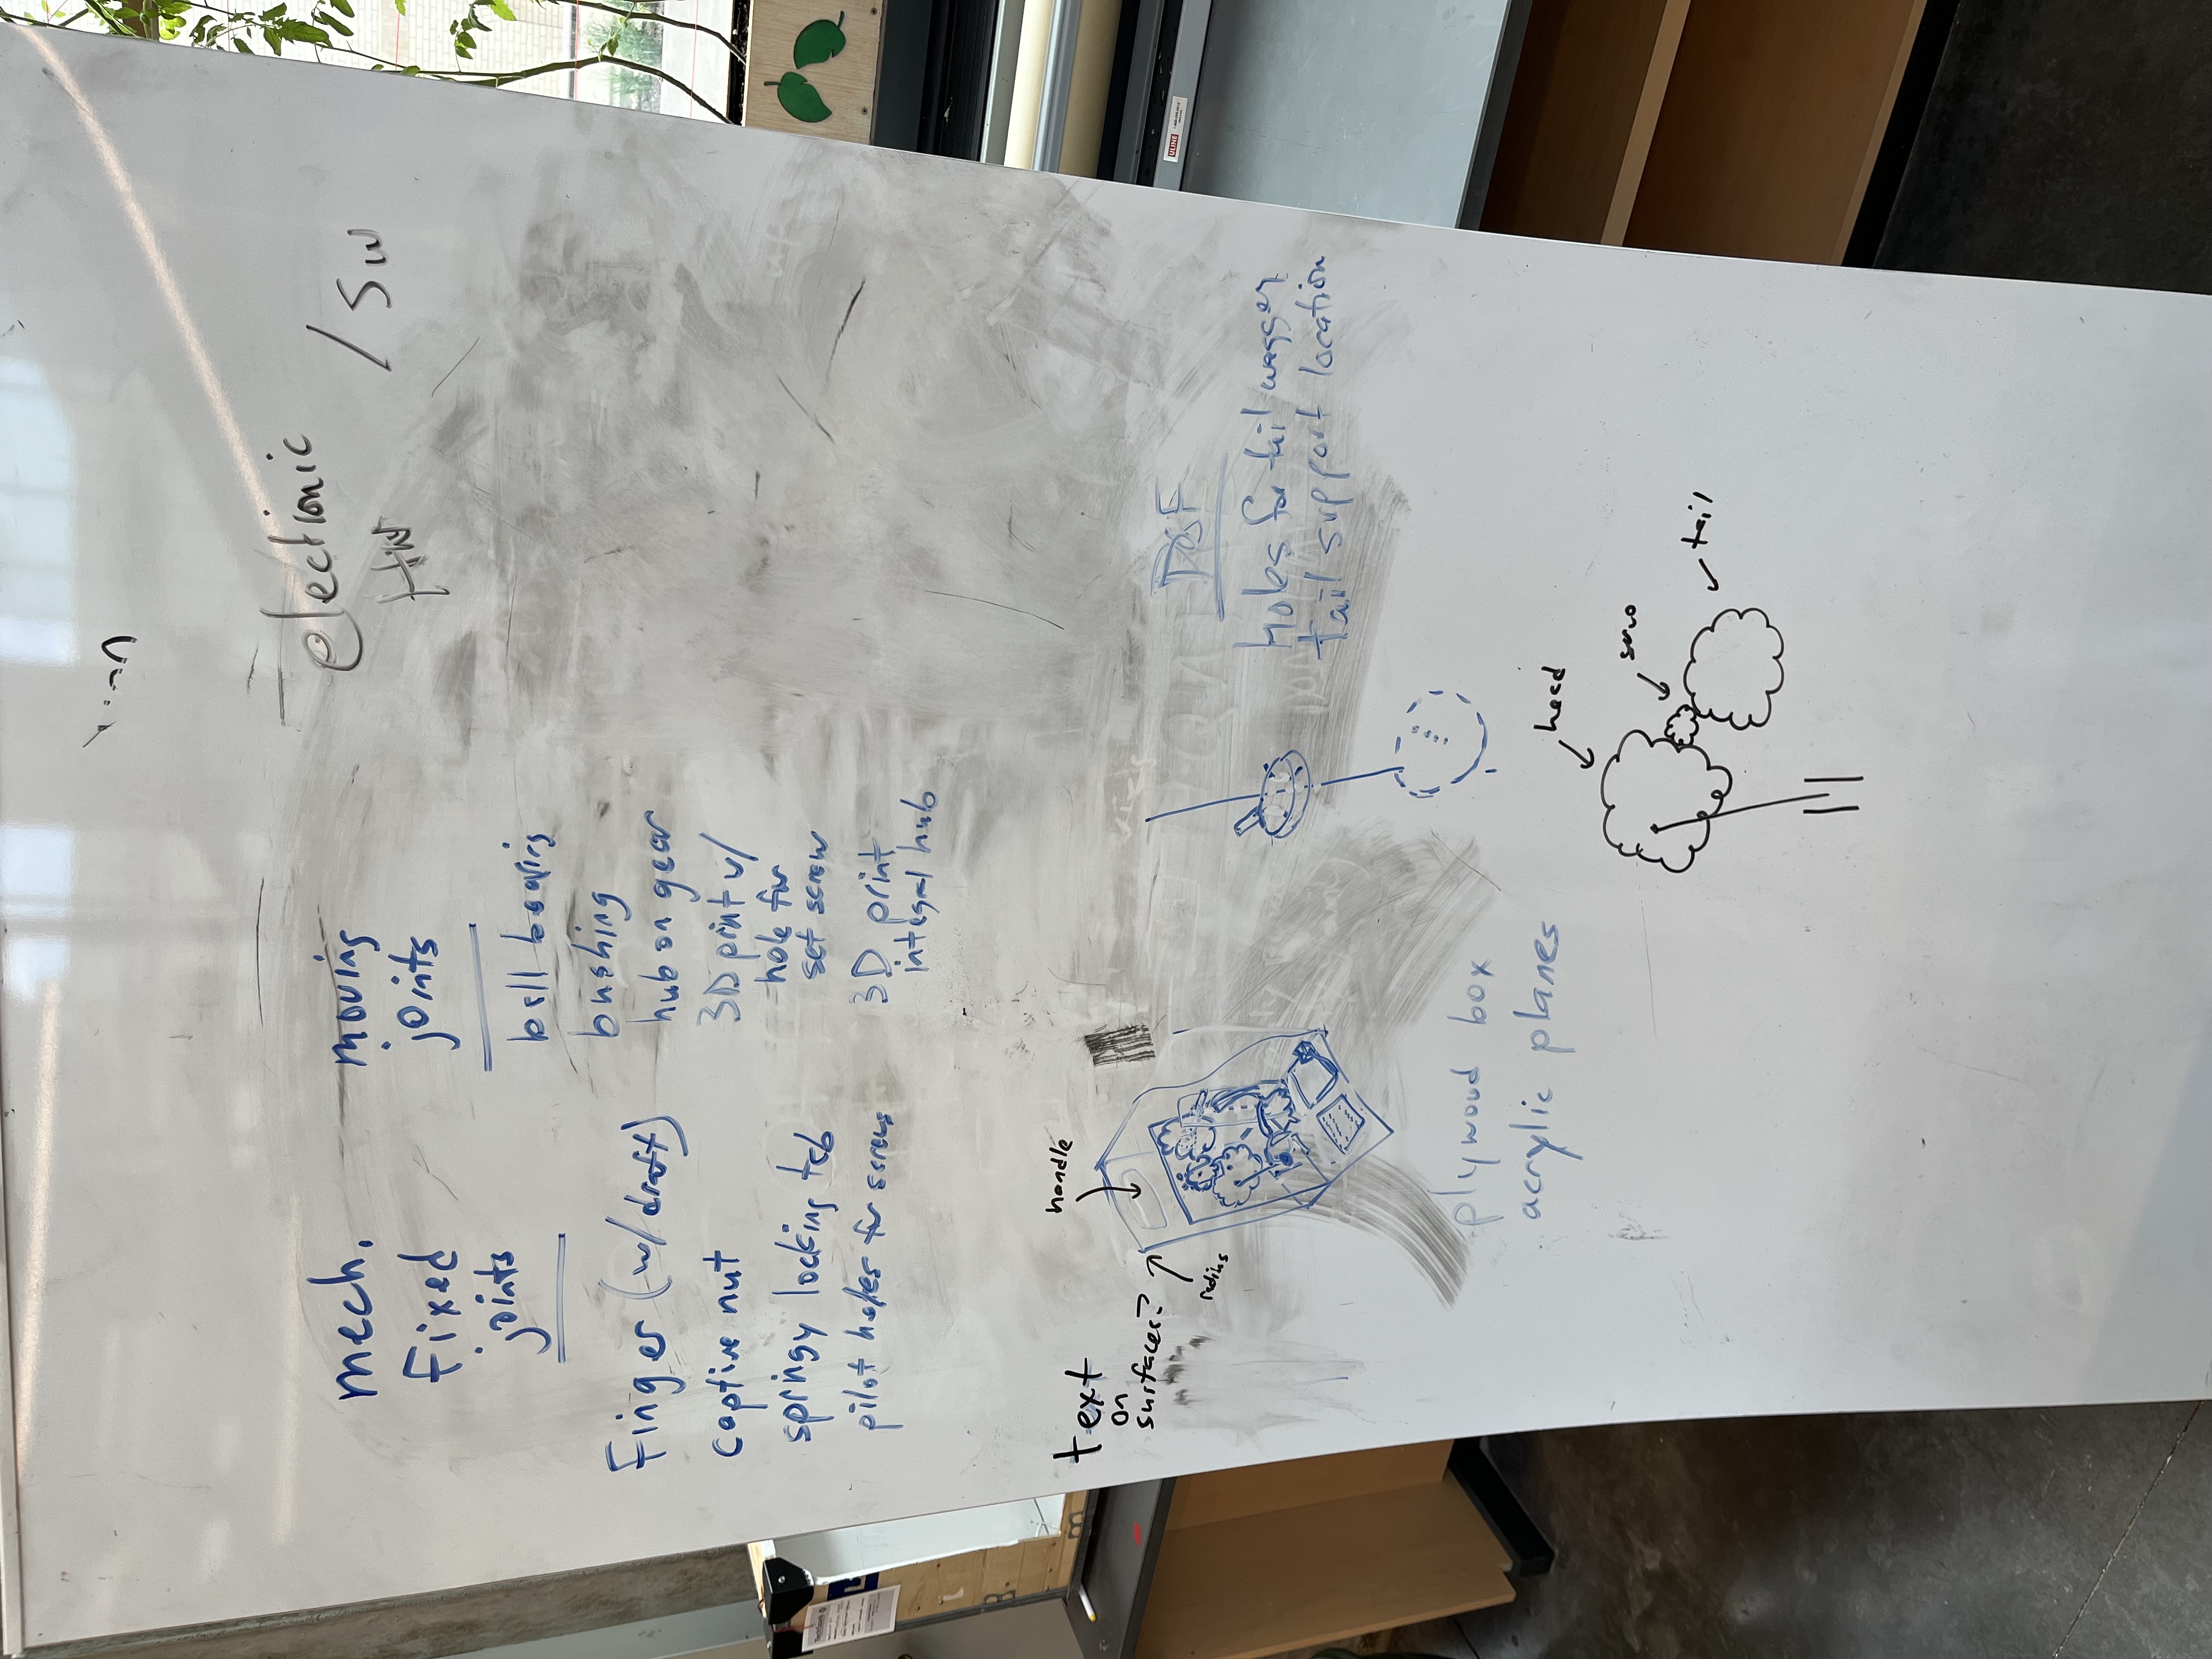 mech.
Fixed
joints
Finger (w/draft)
captive nut
springy locking tab
pilot holes for screws
moving
joints
ball bearing
bushing
hub on gear
3D print w/
hole for
set screw
3D print
integral hub
electronic
HW
/ SW
text
on
surfaces?
handle
radius
plywood box
acrylic planes
holes for tail wagger
tail support location
head
servo
tail
TechSpark
ULINE